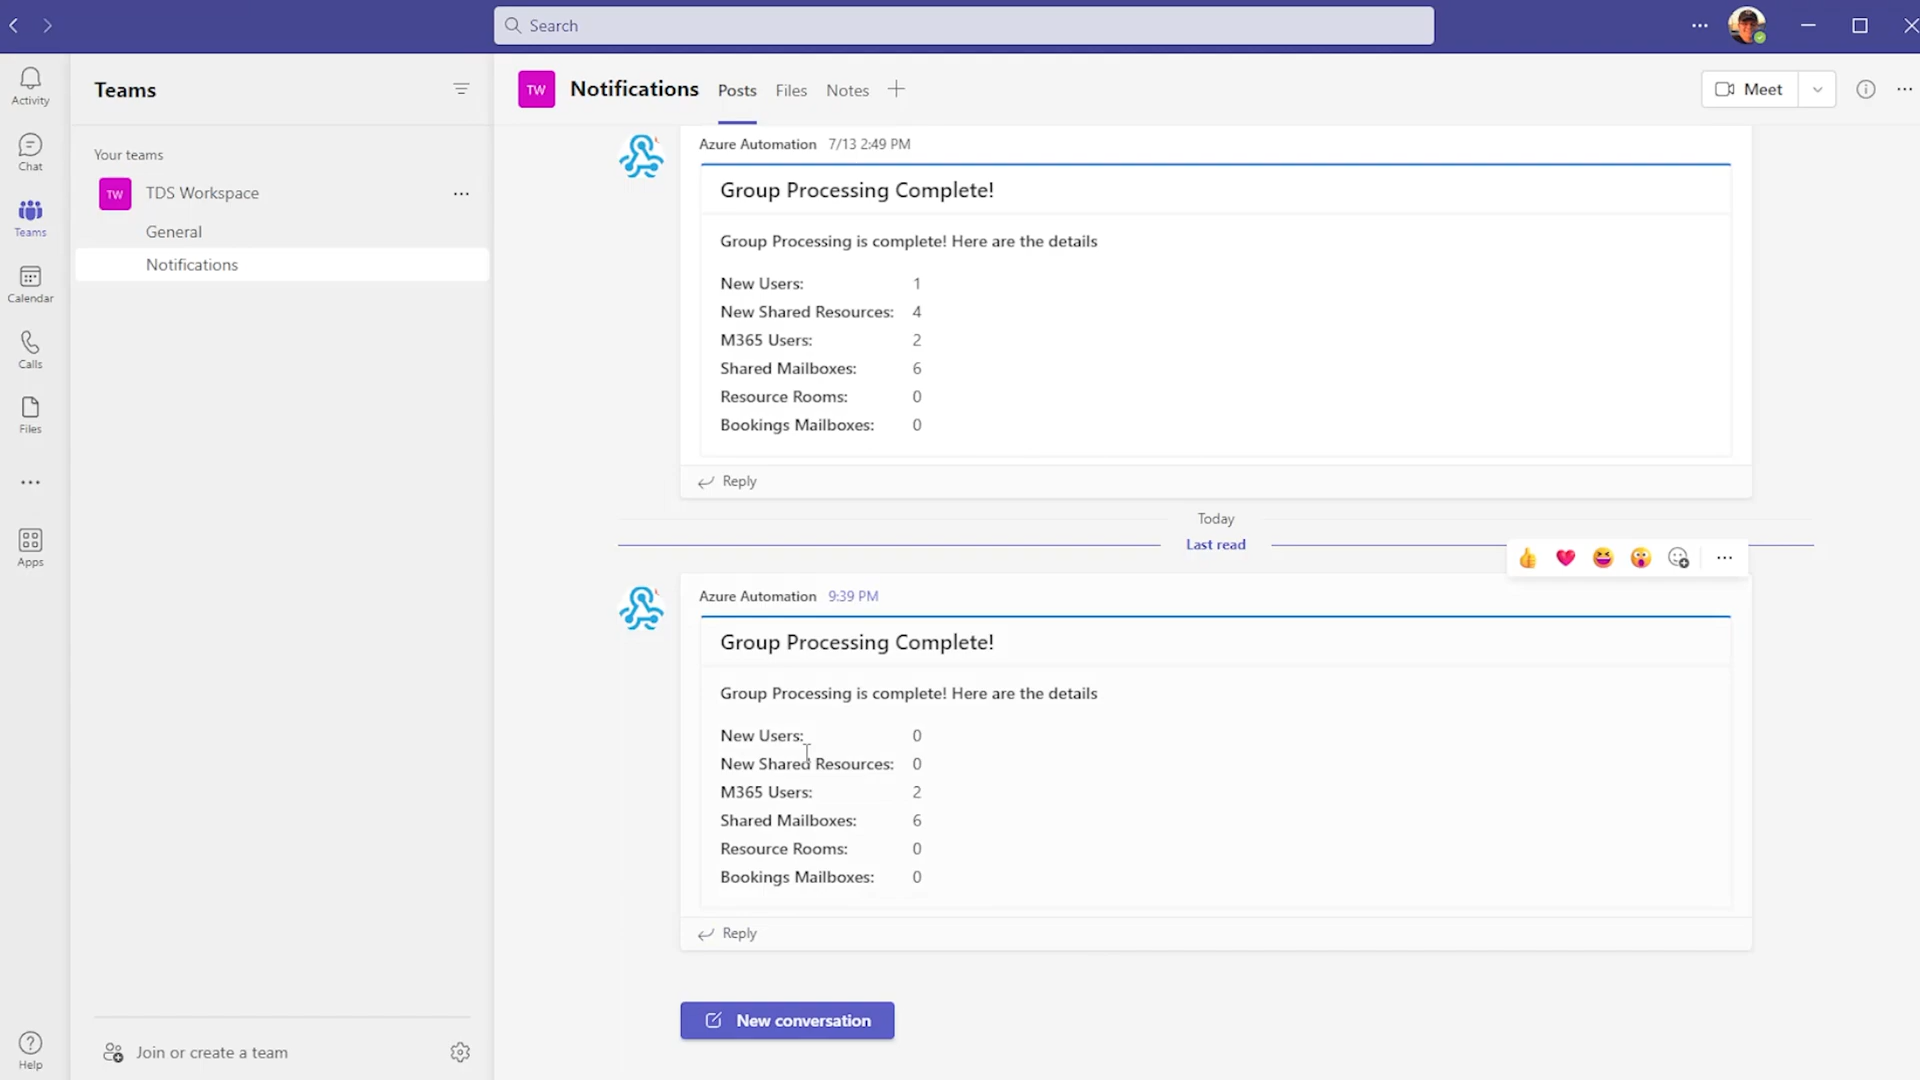 Search
Activity
Chat
Teams
Calendar
Calls
Files
Apps
Help
Teams
Your teams
TW TDS Workspace
General
Notifications
Join or create a team
TW Notifications Posts Files Notes
Meet
Azure Automation 7/13 2:49 PM
Group Processing Complete!
Group Processing is complete! Here are the details
New Users: 1
New Shared Resources: 4
M365 Users: 2
Shared Mailboxes: 6
Resource Rooms: 0
Bookings Mailboxes: 0
Reply
Today
Last read
Azure Automation 9:39 PM
Group Processing Complete!
Group Processing is complete! Here are the details
New Users: 0
New Shared Resources: 0
M365 Users: 2
Shared Mailboxes: 6
Resource Rooms: 0
Bookings Mailboxes: 0
Reply
New conversation